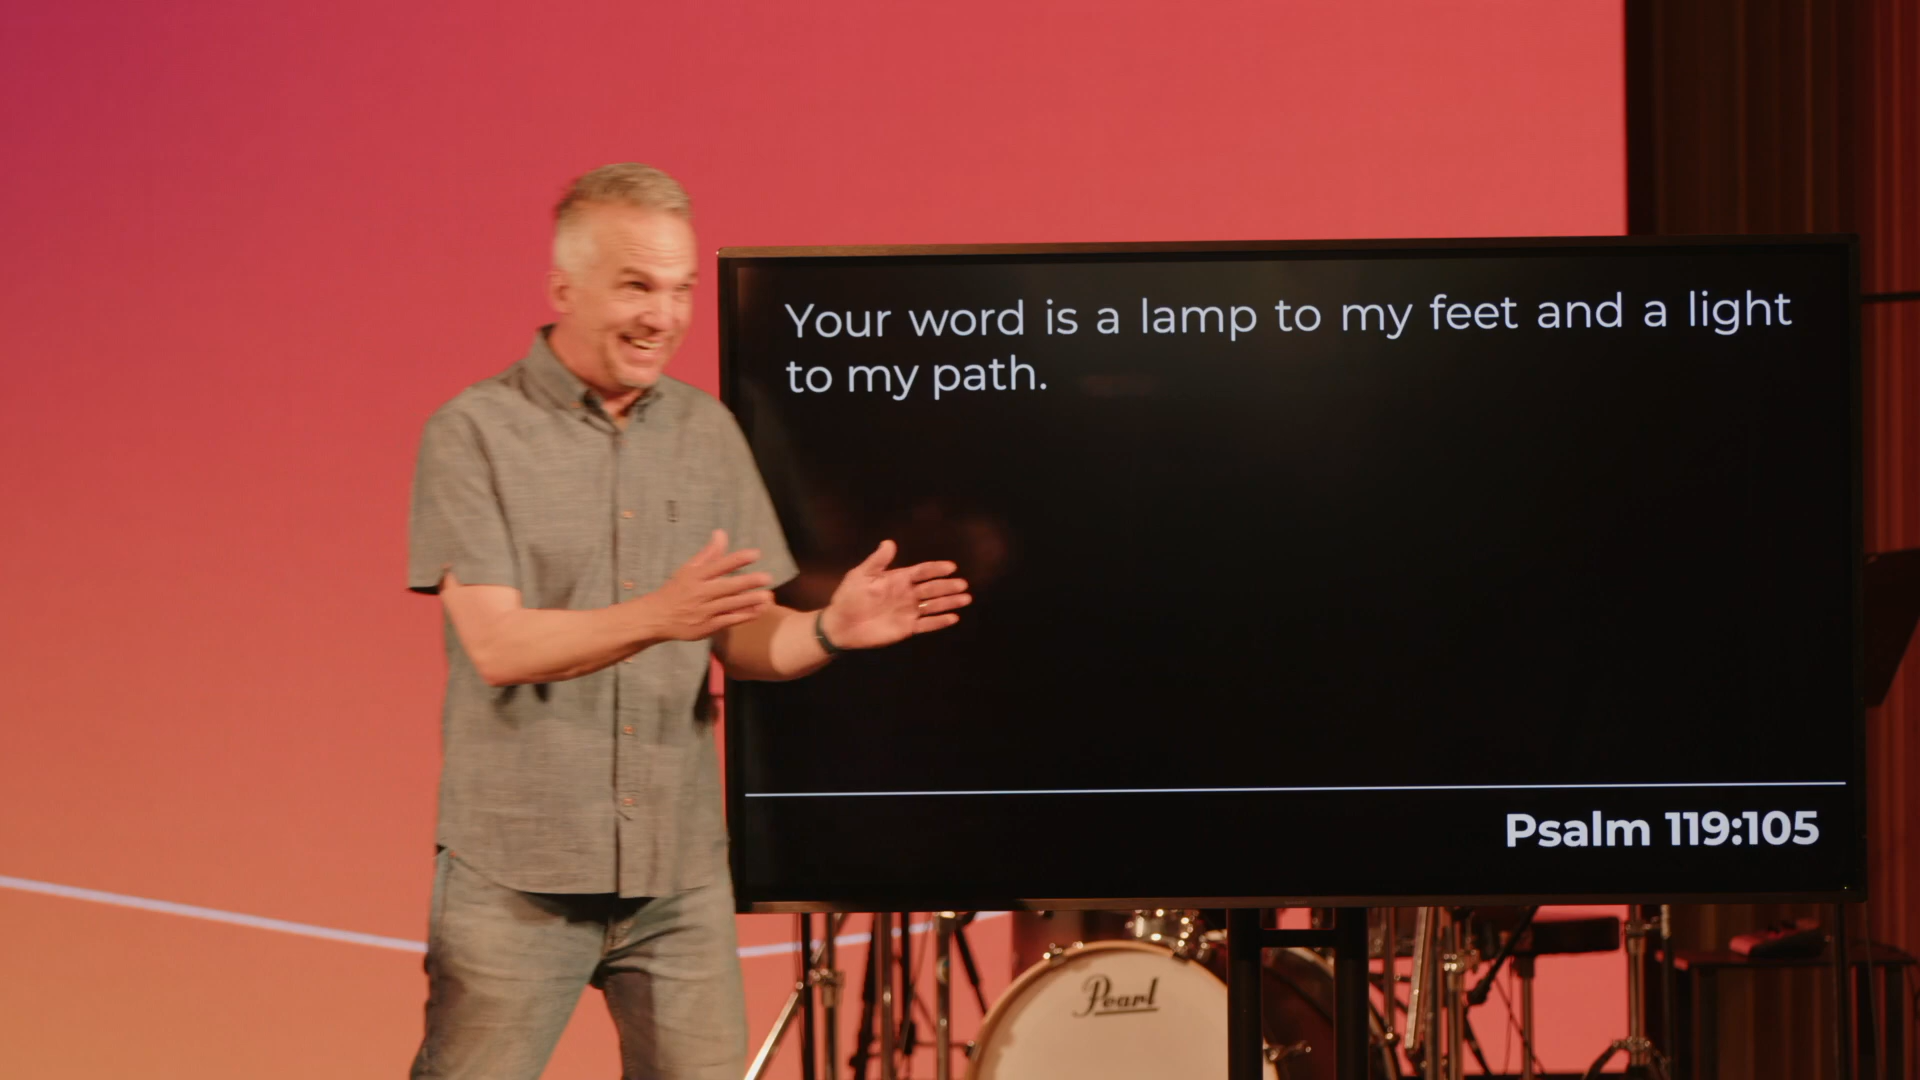 Your word is a lamp to my feet and a light
to my path.
Psalm 119:105
Pearl